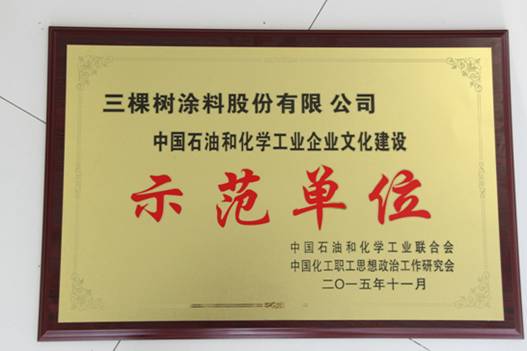 三棵树涂料股份有限公司
中国石油和化学工业企业文化建设
示范单位
中国石油和化学工业联合会
中国化工职工思想政治工作研究会
二〇一五年十一月